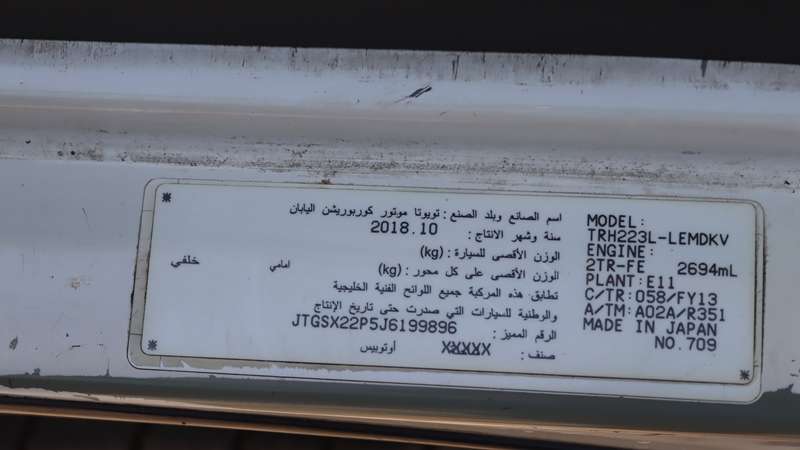 اسم الصانع وبلد الصنع : تويوتا موتور كوربوريشن اليابان
سنة وشهر الانتاج : 2018.10
الوزن الأقصى للسيارة : (kg)
الوزن الأقصى على كل محور : (kg) امامي خلفي
تطابق هذه المركبة جميع اللوائح الفنية الخليجية
والوطنية للسيارات التي صدرت حتى تاريخ الإنتاج
الرقم المميز : JTGSX22P5J6199896
صنف : XXXXX أوتوبيس
MODEL:
TRH223L-LEMDKV
ENGINE:
2TR-FE 2694mL
PLANT: E11
C/TR: 058/FY13
A/TM: A02A/R351
MADE IN JAPAN
NO.709